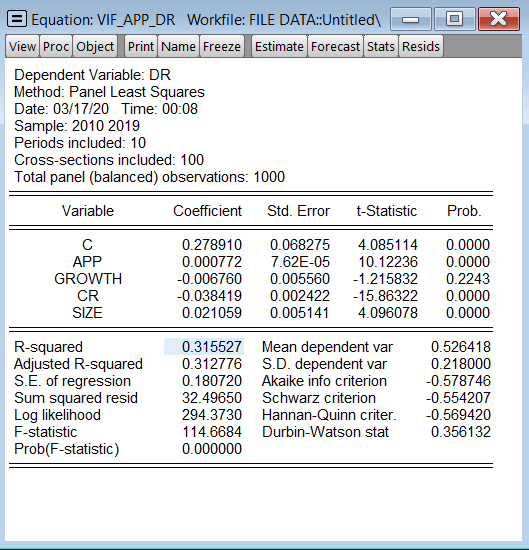 Equation: VIF_APP_DR Workfile: FILE DATA::Untitled\
View Proc Object Print Name Freeze Estimate Forecast Stats Resids
Dependent Variable: DR
Method: Panel Least Squares
Date: 03/17/20 Time: 00:08
Sample: 2010 2019
Periods included: 10
Cross-sections included: 100
Total panel (balanced) observations: 1000
Variable Coefficient Std. Error t-Statistic Prob.
C 0.278910 0.068275 4.085114 0.0000
APP 0.000772 7.62E-05 10.12236 0.0000
GROWTH -0.006760 0.005560 -1.215832 0.2243
CR -0.038419 0.002422 -15.86322 0.0000
SIZE 0.021059 0.005141 4.096078 0.0000
R-squared 0.315527 Mean dependent var 0.526418
Adjusted R-squared 0.312776 S.D. dependent var 0.218000
S.E. of regression 0.180720 Akaike info criterion -0.578746
Sum squared resid 32.49650 Schwarz criterion -0.554207
Log likelihood 294.3730 Hannan-Quinn criter. -0.569420
F-statistic 114.6684 Durbin-Watson stat 0.356132
Prob(F-statistic) 0.000000